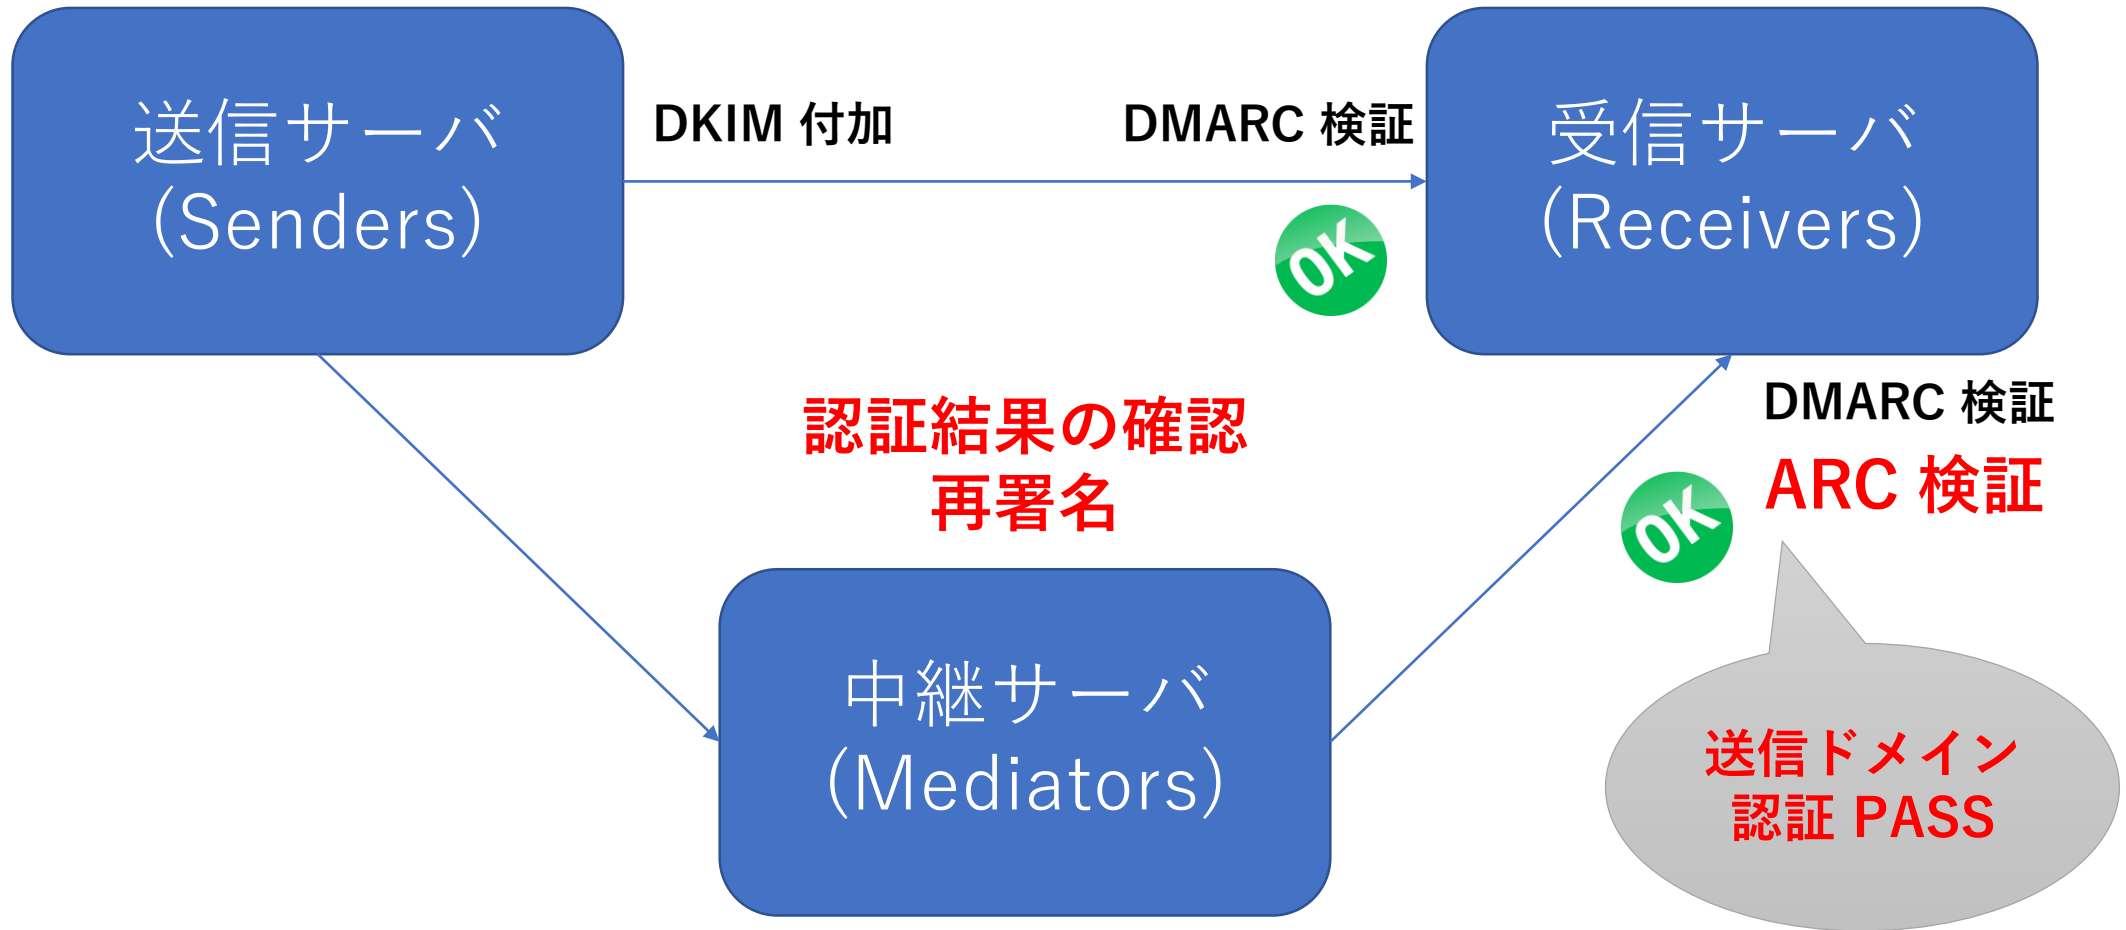 送信サーバ
(Senders)
DKIM 付加
DMARC 検証
受信サーバ
(Receivers)
OK
認証結果の確認
再署名
DMARC 検証
ARC 検証
OK
中継サーバ
(Mediators)
送信ドメイン
認証 PASS